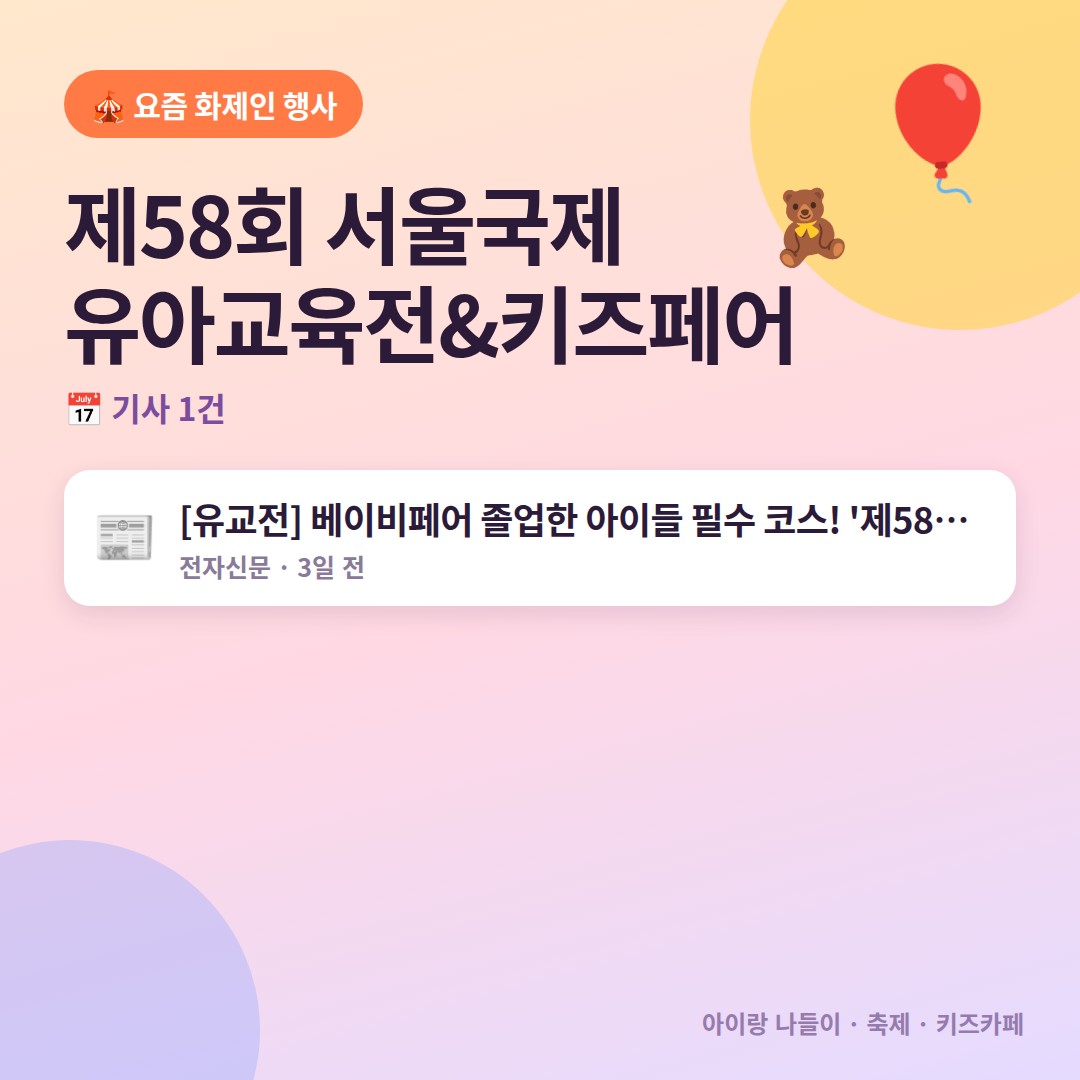 🎪 요즘 화제인 행사
제58회 서울국제
유아교육전&키즈페어
📅 기사 1건
[유교전] 베이비페어 졸업한 아이들 필수 코스! '제58…
전자신문 · 3일 전
아이랑 나들이 · 축제 · 키즈카페